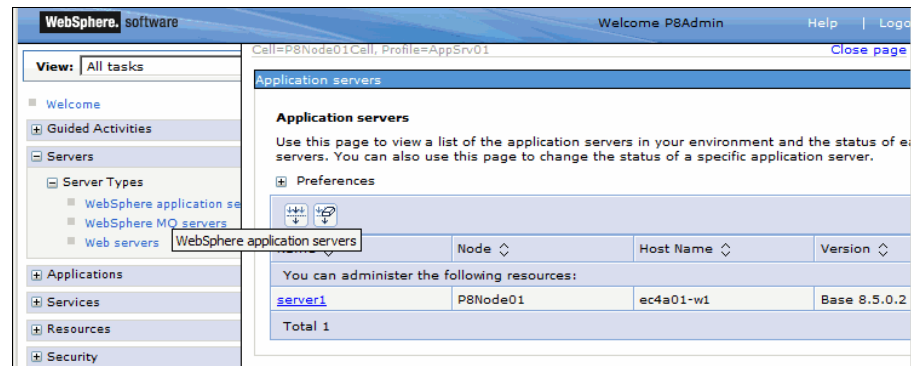 WebSphere. software
Welcome P8Admin
Help | Logo
View: All tasks
Welcome
Guided Activities
Servers
Server Types
WebSphere application se
WebSphere MQ servers
Web servers
WebSphere application servers
Applications
Services
Resources
Security
Cell=P8Node01Cell, Profile=AppSrv01
Close page
Application servers
Application servers
Use this page to view a list of the application servers in your environment and the status of ea
servers. You can also use this page to change the status of a specific application server.
Preferences
Node
Host Name
Version
You can administer the following resources:
server1
P8Node01
ec4a01-w1
Base 8.5.0.2
Total 1